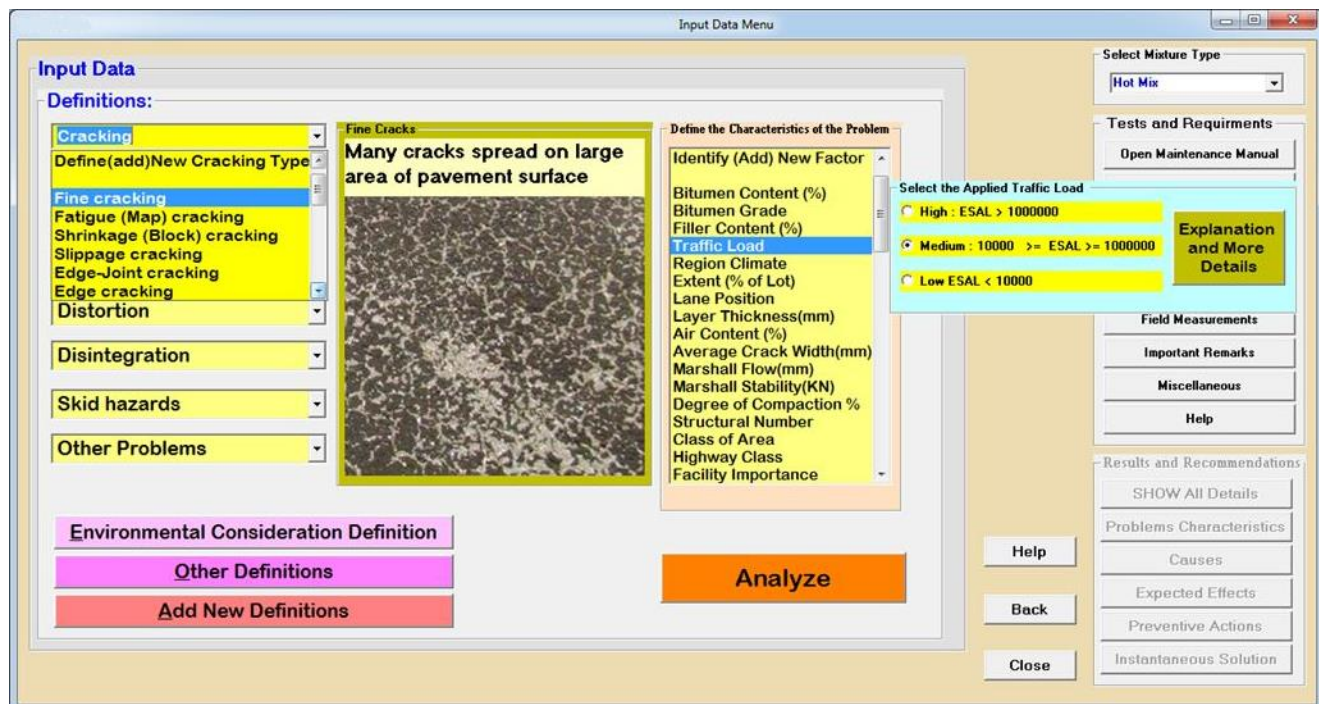 Input Data Menu
Input Data
Definitions:
Cracking
Define(add)New Cracking Type
Fine cracking
Fatigue (Map) cracking
Shrinkage (Block) cracking
Slippage cracking
Edge-Joint cracking
Edge cracking
Distortion
Disintegration
Skid hazards
Other Problems
Fine Cracks
Many cracks spread on large
area of pavement surface
Define the Characteristics of the Problem
Identify (Add) New Factor
Bitumen Content (%)
Bitumen Grade
Filler Content (%)
Traffic Load
Region Climate
Extent (% of Lot)
Lane Position
Layer Thickness(mm)
Air Content (%)
Average Crack Width(mm)
Marshall Flow(mm)
Marshall Stability(KN)
Degree of Compaction %
Structural Number
Class of Area
Highway Class
Facility Importance
Select the Applied Traffic Load
High : ESAL > 1000000
Medium : 10000 >= ESAL >= 1000000
Low ESAL < 10000
Explanation
and More
Details
Environmental Consideration Definition
Other Definitions
Add New Definitions
Analyze
Help
Back
Close
Select Mixture Type
Hot Mix
Tests and Requirments
Open Maintenance Manual
Field Measurements
Important Remarks
Miscellaneous
Help
Results and Recommendations
SHOW All Details
Problems Characteristics
Causes
Expected Effects
Preventive Actions
Instantaneous Solution